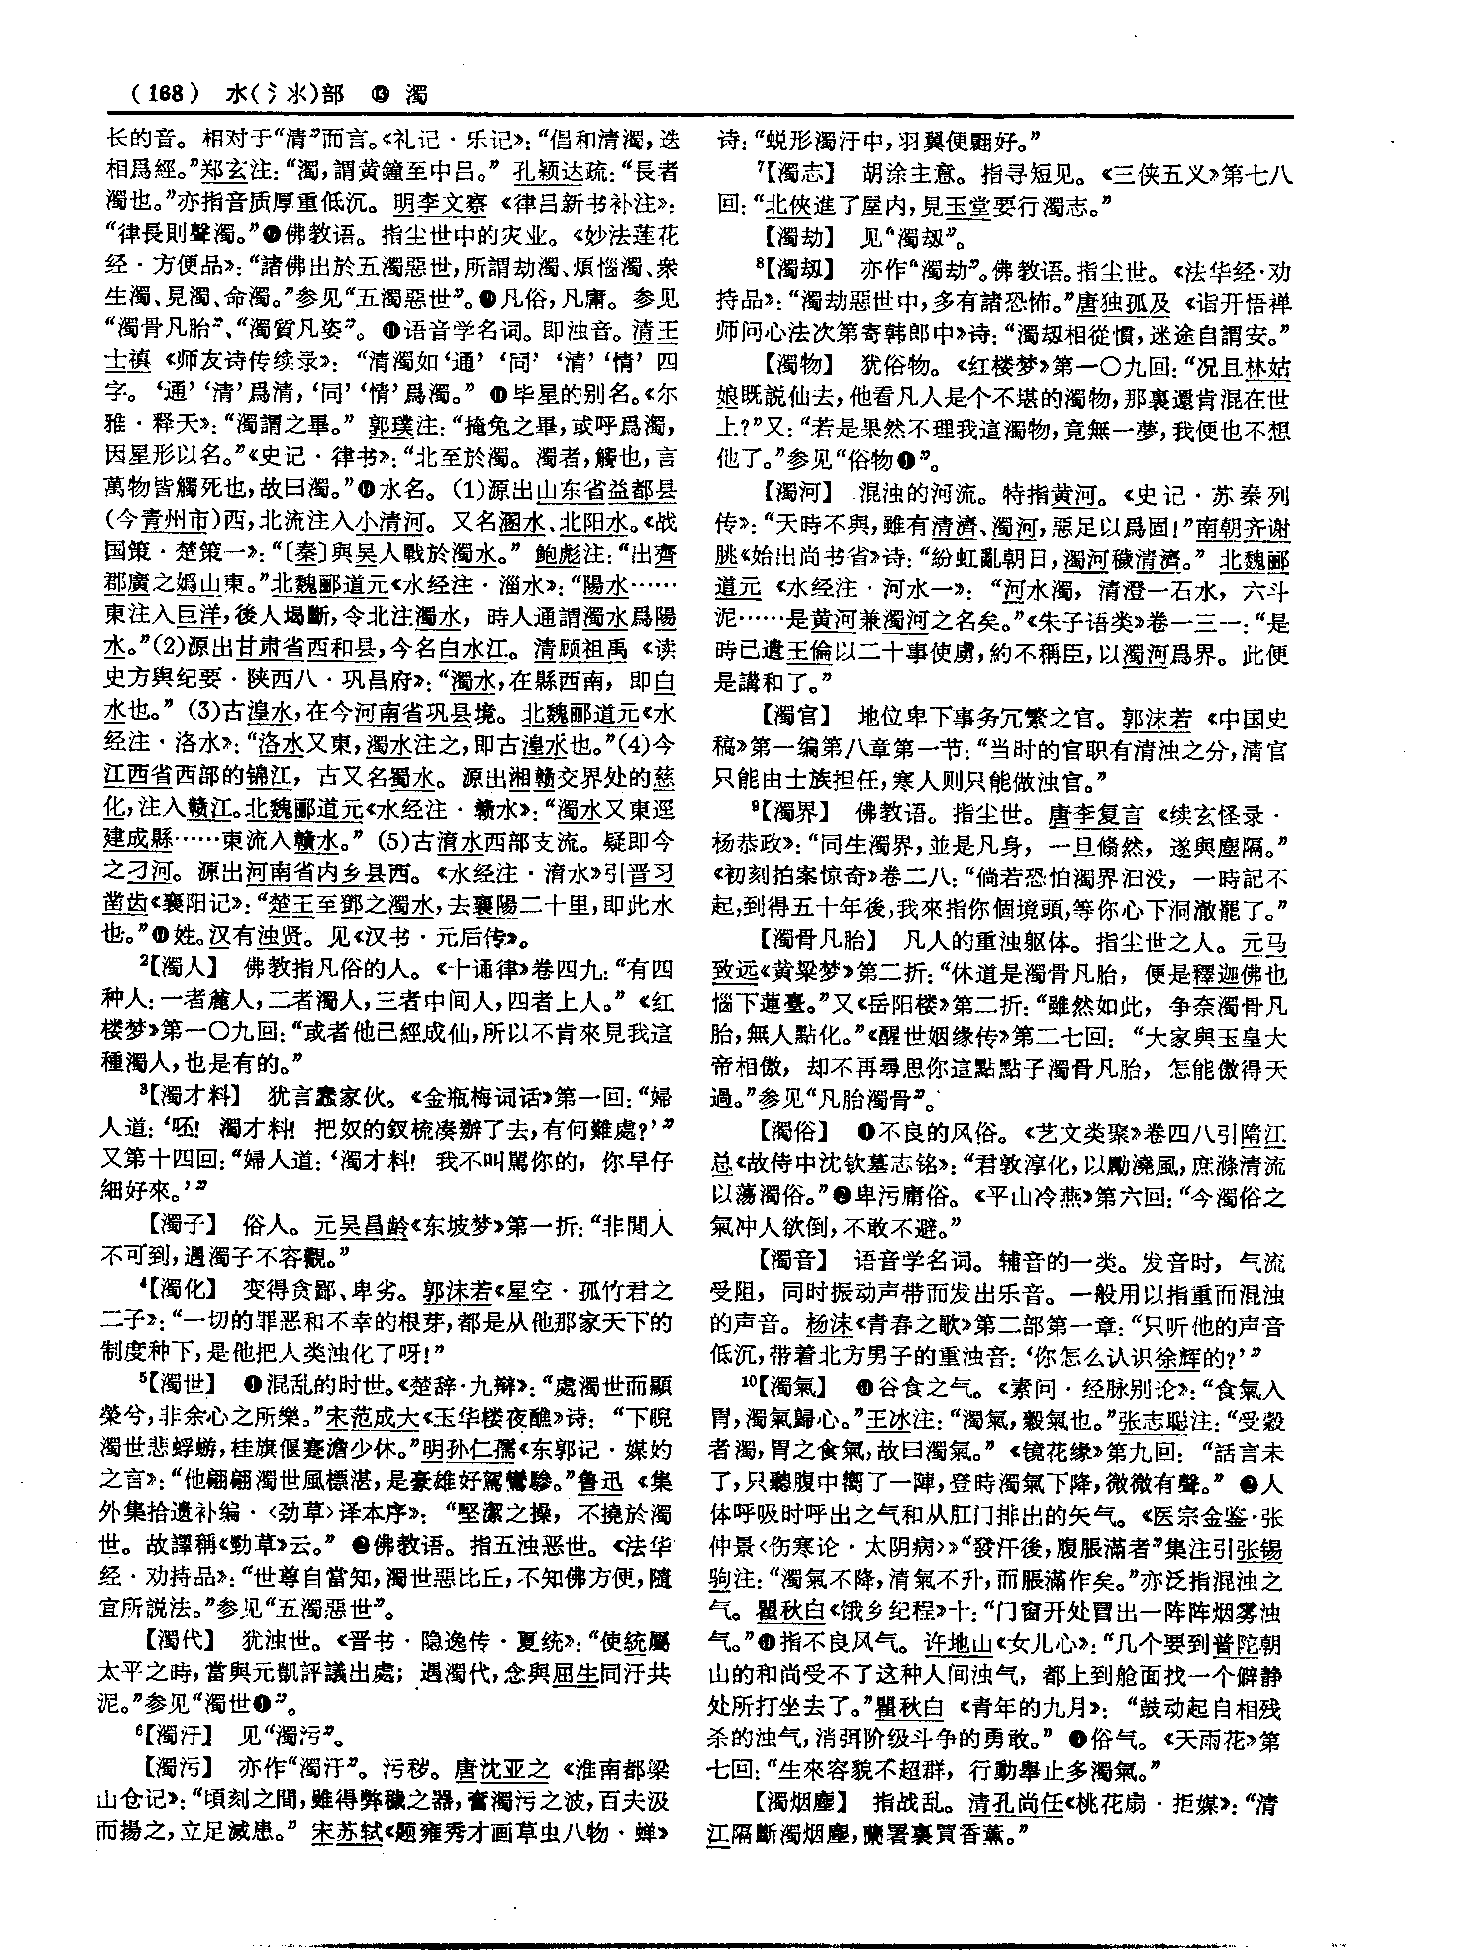 (168) 水(氵氺)部 ⓭ 濁
长的音。相对于“清”而言。《礼记·乐记》：“倡和清濁，迭
相爲經。”郑玄注：“濁，謂黄鐘至中吕。” 孔颖达疏：“長者
濁也。”亦指音质厚重低沉。明李文察《律吕新书补注》：
“律長則聲濁。”佛教语。指尘世中的灾业。《妙法莲花
经·方便品》：“諸佛出於五濁惡世，所謂劫濁、煩惱濁、衆
生濁、見濁、命濁。”参见“五濁惡世”。凡俗，凡庸。参见
“濁骨凡胎”、“濁質凡姿”。语音学名词。即浊音。清王
士禛《师友诗传续录》：“清濁如‘通’‘同’‘清’‘情’四
字。‘通’‘清’爲清，‘同’‘情’爲濁。”毕星的别名。《尔
雅·释天》：“濁謂之畢。” 郭璞注：“掩兔之畢，或呼爲濁，
因星形以名。”《史记·律书》：“北至於濁。濁者，觸也，言
萬物皆觸死也，故曰濁。”水名。(1)源出山东省益都县
(今青州市)西，北流注入小清河。又名溷水、北阳水。《战
国策·楚策一》：“〔秦〕與吴人戰於濁水。” 鲍彪注：“出齊
郡廣之嬀山東。”北魏郦道元《水经注·淄水》：“陽水……
東注入巨洋，後人堨斷，令北注濁水，時人通謂濁水爲陽
水。”(2)源出甘肃省西和县，今名白水江。清顾祖禹《读
史方舆纪要·陕西八·巩昌府》：“濁水，在縣西南，即白
水也。”(3)古湟水，在今河南省巩县境。北魏郦道元《水
经注·洛水》：“洛水又東，濁水注之，即古湟水也。”(4)今
江西省西部的锦江，古又名蜀水。源出湘赣交界处的慈
化，注入赣江。北魏郦道元《水经注·赣水》：“濁水又東逕
建成縣……東流入贛水。” (5)古淯水西部支流。疑即今
之刁河。源出河南省内乡县西。《水经注·淯水》引晋习
凿齿《襄阳记》：“楚王至鄧之濁水，去襄陽二十里，即此水
也。”姓。汉有浊贤。见《汉书·元后传》。
2【濁人】 佛教指凡俗的人。《十诵律》卷四九：“有四
种人：一者麄人，二者濁人，三者中间人，四者上人。”《红
楼梦》第一〇九回：“或者他已經成仙，所以不肯來見我這
種濁人，也是有的。”
3【濁才料】 犹言蠢家伙。《金瓶梅词话》第一回：“婦
人道：‘呸！濁才料！把奴的釵梳凑辦了去，有何難處？’”
又第十四回：“婦人道：‘濁才料！我不叫駡你的，你早仔
細好來。’”
【濁子】 俗人。元吴昌龄《东坡梦》第一折：“非閒人
不可到，遇濁子不容觀。”
4【濁化】 变得贪鄙、卑劣。郭沫若《星空·孤竹君之
二子》：“一切的罪恶和不幸的根芽，都是从他那家天下的
制度种下，是他把人类浊化了呀！”
5【濁世】 ❶混乱的时世。《楚辞·九辩》：“處濁世而顯
榮兮，非余心之所樂。”宋范成大《玉华楼夜醮》诗：“下睨
濁世悲蜉蝣，桂旗偃蹇澹少休。”明孙仁孺《东郭记·媒妁
之言》：“他翩翩濁世風標湛，是豪雄好駕鸞驂。”鲁迅《集
外集拾遗补编·〈劲草〉译本序》：“堅潔之操，不撓於濁
世。故譯稱《勁草》云。”❷佛教语。指五浊恶世。《法华
经·劝持品》：“世尊自當知，濁世惡比丘，不知佛方便，隨
宜所説法。”参见“五濁惡世”。
【濁代】 犹浊世。《晋书·隐逸传·夏统》：“使統屬
太平之時，當與元凱評議出處；遇濁代，念與屈生同汙共
泥。”参见“濁世❶”。
6【濁汙】 见“濁污”。
【濁污】 亦作“濁汙”。污秽。唐沈亚之《淮南都梁
山仓记》：“頃刻之間，雖得弊穢之器，奮濁污之波，百夫汲
而揚之，立足滅患。” 宋苏轼《题雍秀才画草虫八物·蝉》
诗：“蜕形濁汙中，羽翼便翾好。”
7【濁志】 胡涂主意。指寻短见。《三侠五义》第七八
回：“北俠進了屋内，見玉堂要行濁志。”
【濁劫】 见“濁刼”。
8【濁刼】 亦作“濁劫”。佛教语。指尘世。《法华经·劝
持品》：“濁劫惡世中，多有諸恐怖。”唐独孤及《诣开悟禅
师问心法次第寄韩郎中》诗：“濁刼相從慣，迷途自謂安。”
【濁物】 犹俗物。《红楼梦》第一〇九回：“况且林姑
娘既説仙去，他看凡人是个不堪的濁物，那裏還肯混在世
上？”又：“若是果然不理我這濁物，竟無一夢，我便也不想
他了。”参见“俗物❶”。
【濁河】 混浊的河流。特指黄河。《史记·苏秦列
传》：“天時不與，雖有清濟、濁河，惡足以爲固！”南朝齐谢
朓《始出尚书省》诗：“紛虹亂朝日，濁河穢清濟。” 北魏郦
道元《水经注·河水一》：“河水濁，清澄一石水，六斗
泥……是黄河兼濁河之名矣。”《朱子语类》卷一三一：“是
時已遣王倫以二十事使虜，約不稱臣，以濁河爲界。此便
是講和了。”
【濁官】 地位卑下事务冗繁之官。郭沫若《中国史
稿》第一编第八章第一节：“当时的官职有清浊之分，清官
只能由士族担任，寒人则只能做浊官。”
9【濁界】 佛教语。指尘世。唐李复言《续玄怪录·
杨恭政》：“同生濁界，並是凡身，一旦翛然，遂與塵隔。”
《初刻拍案惊奇》卷二八：“倘若恐怕濁界汩没，一時記不
起，到得五十年後，我來指你個境頭，等你心下洞澈罷了。”
【濁骨凡胎】 凡人的重浊躯体。指尘世之人。元马
致远《黄粱梦》第二折：“休道是濁骨凡胎，便是釋迦佛也
惱下蓮臺。”又《岳阳楼》第二折：“雖然如此，争奈濁骨凡
胎，無人點化。”《醒世姻缘传》第二七回：“大家與玉皇大
帝相傲，却不再尋思你這點點子濁骨凡胎，怎能傲得天
過。”参见“凡胎濁骨”。
【濁俗】 ❶不良的风俗。《艺文类聚》卷四八引隋江
总《故侍中沈钦墓志铭》：“君敦淳化，以勵澆風，庶滌清流
以蕩濁俗。”❷卑污庸俗。《平山冷燕》第六回：“今濁俗之
氣冲人欲倒，不敢不避。”
【濁音】 语音学名词。辅音的一类。发音时，气流
受阻，同时振动声带而发出乐音。一般用以指重而混浊
的声音。杨沫《青春之歌》第二部第一章：“只听他的声音
低沉，带着北方男子的重浊音：‘你怎么认识徐辉的？’”
10【濁氣】 ❶谷食之气。《素问·经脉别论》：“食氣入
胃，濁氣歸心。”王冰注：“濁氣，穀氣也。”张志聪注：“受穀
者濁，胃之食氣，故曰濁氣。”《镜花缘》第九回：“話言未
了，只聽腹中嚮了一陣，登時濁氣下降，微微有聲。” ❷人
体呼吸时呼出之气和从肛门排出的矢气。《医宗金鉴·张
仲景〈伤寒论·太阴病〉》“發汗後，腹脹滿者”集注引张锡
驹注：“濁氣不降，清氣不升，而脹滿作矣。”亦泛指混浊之
气。瞿秋白《饿乡纪程》十：“门窗开处冒出一阵阵烟雾浊
气。”❸指不良风气。许地山《女儿心》：“几个要到普陀朝
山的和尚受不了这种人间浊气，都上到舱面找一个僻静
处所打坐去了。”瞿秋白《青年的九月》：“鼓动起自相残
杀的浊气，消弭阶级斗争的勇敢。”❹俗气。《天雨花》第
七回：“生來容貌不超群，行動舉止多濁氣。”
【濁烟塵】 指战乱。清孔尚任《桃花扇·拒媒》：“清
江隔斷濁烟塵，蘭署裏買香薰。”